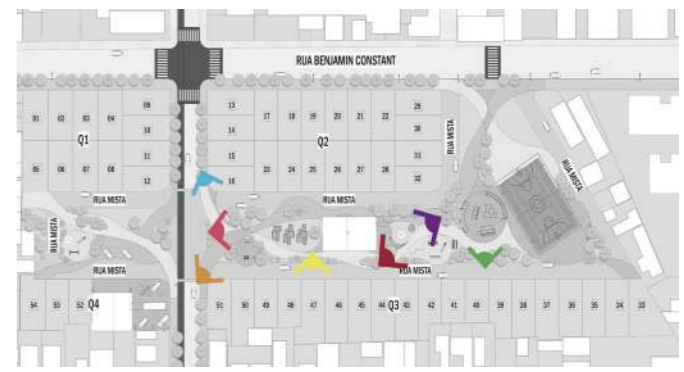 RUA BENJAMIN CONSTANT
01 02 03 04 09
10
Q1
11
05 06 07 08 12
13
14
15
16
17 18 19 20 21 22
Q2
23 24 25 26 27 28
29
30
31
32
RUA MISTA
RUA MISTA
RUA MISTA
RUA MISTA
RUA MISTA
RUA MISTA
RUA MISTA
54 53 52 Q4
51 50 49 48 47 46 45 44 Q3 43 42 41 40 39 38 37 36 35 34 33